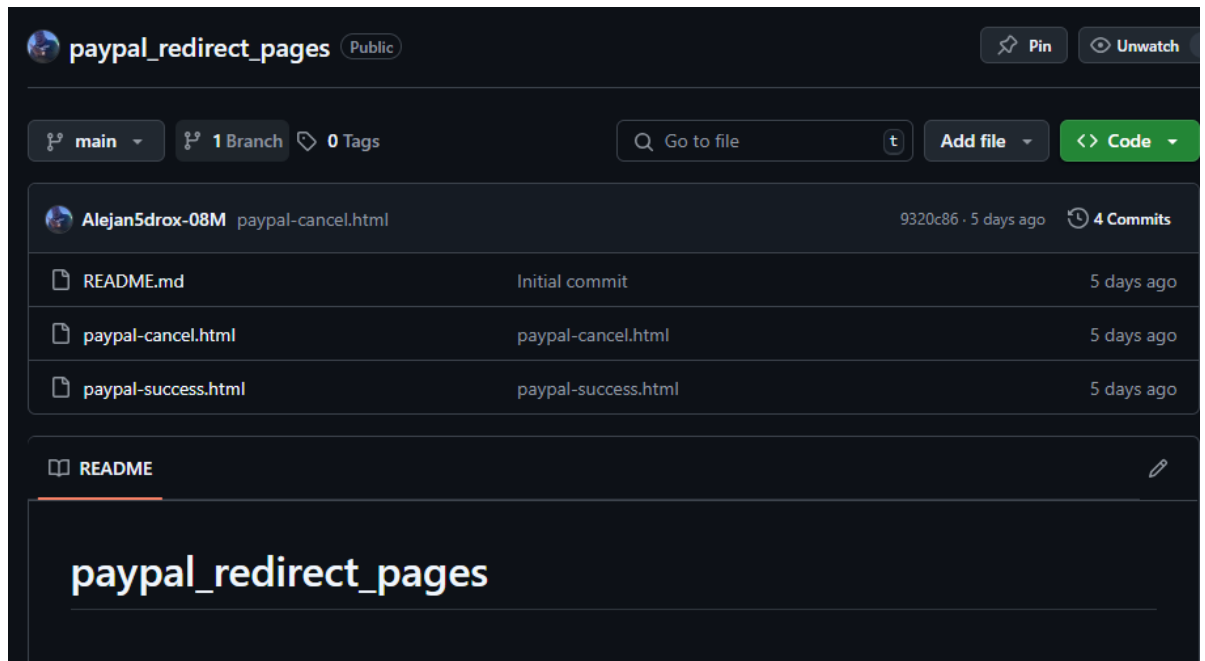 paypal_redirect_pages Public Pin Unwatch
main 1 Branch 0 Tags Go to file t Add file Code
Alejan5drox-08M paypal-cancel.html 9320c86 · 5 days ago 4 Commits
README.md Initial commit 5 days ago
paypal-cancel.html paypal-cancel.html 5 days ago
paypal-success.html paypal-success.html 5 days ago
README
paypal_redirect_pages